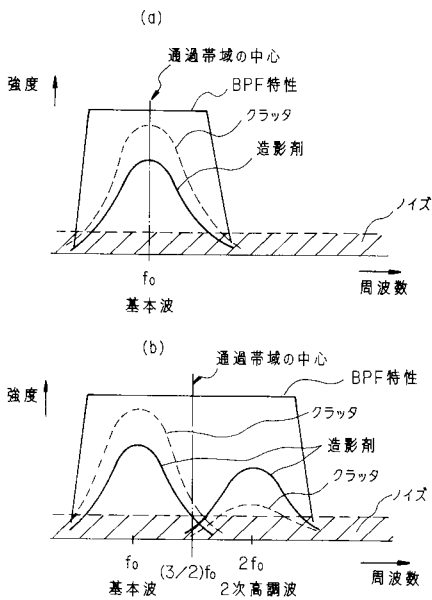 (a)
通過帯域の中心
強度
BPF特性
クラッタ
造影剤
ノイズ
f₀
基本波
周波数
(b)
通過帯域の中心
強度
BPF特性
クラッタ
造影剤
クラッタ
ノイズ
f₀
(3/2)f₀
2f₀
基本波
2次高調波
周波数